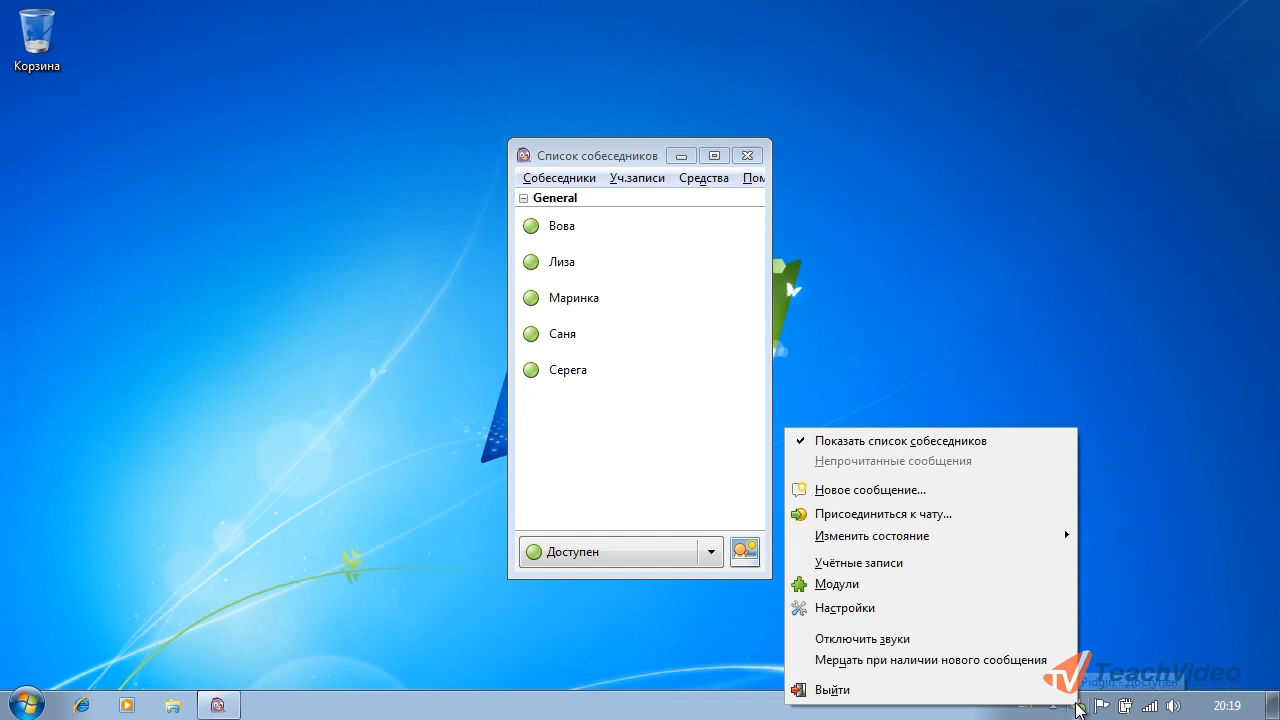 Корзина
Список собеседников
Собеседники Уч.записи Средства Пом
General
Вова
Лиза
Маринка
Саня
Серега
Доступен
Показать список собеседников
Непрочитанные сообщения
Новое сообщение...
Присоединиться к чату...
Изменить состояние
Учётные записи
Модули
Настройки
Отключить звуки
Мерцать при наличии нового сообщения
Выйти
TeachVideo
Pidgin - Доступен
20:19